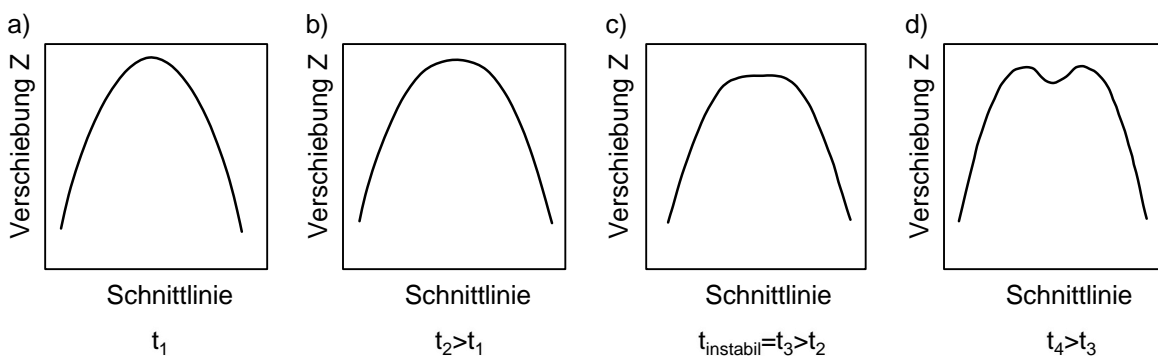 a) b) c) d)
Verschiebung Z Verschiebung Z Verschiebung Z Verschiebung Z
Schnittlinie Schnittlinie Schnittlinie Schnittlinie
t1 t2>t1 tinstabil=t3>t2 t4>t3